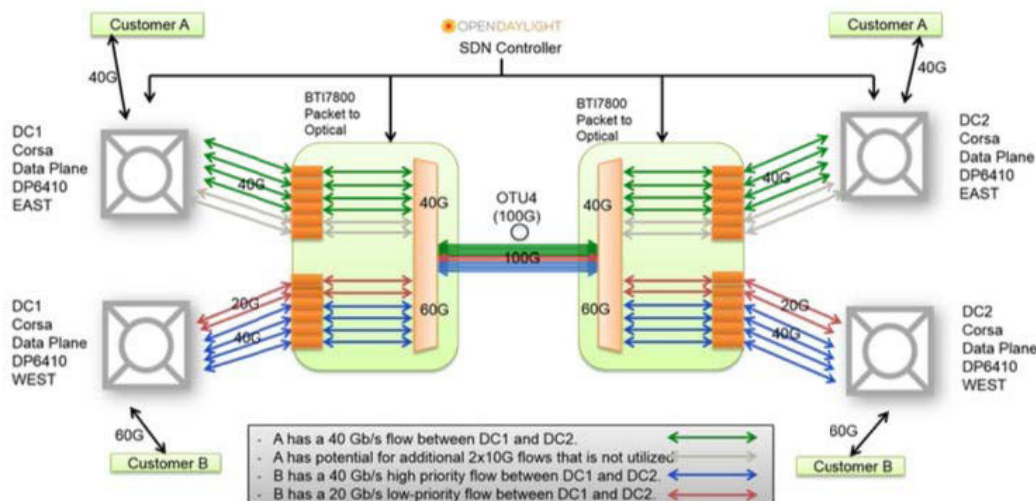 Customer A
OPENDAYLIGHT
SDN Controller
Customer A
40G
40G
BTI7800
Packet to
Optical
BTI7800
Packet to
Optical
DC1
Corsa
Data Plane
DP6410
EAST
DC2
Corsa
Data Plane
DP6410
EAST
40G
40G
40G
40G
OTU4
(100G)
100G
60G
60G
20G
40G
20G
40G
DC1
Corsa
Data Plane
DP6410
WEST
DC2
Corsa
Data Plane
DP6410
WEST
60G
60G
Customer B
Customer B
- A has a 40 Gb/s flow between DC1 and DC2.
- A has potential for additional 2x10G flows that is not utilized
- B has a 40 Gb/s high priority flow between DC1 and DC2.
- B has a 20 Gb/s low-priority flow between DC1 and DC2.